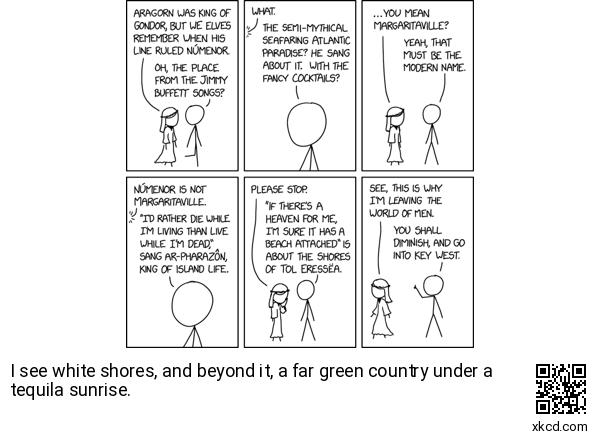 ARAGORN WAS KING OF
GONDOR, BUT WE ELVES
REMEMBER WHEN HIS
LINE RULED NÚMENOR.
OH, THE PLACE
FROM THE JIMMY
BUFFETT SONGS?
WHAT.
THE SEMI-MYTHICAL
SEAFARING ATLANTIC
PARADISE? HE SANG
ABOUT IT. WITH THE
FANCY COCKTAILS?
...YOU MEAN
MARGARITAVILLE?
YEAH, THAT
MUST BE THE
MODERN NAME.
NÚMENOR IS NOT
MARGARITAVILLE.
"I'D RATHER DIE WHILE
I'M LIVING THAN LIVE
WHILE I'M DEAD,"
SANG AR-PHARAZÔN,
KING OF ISLAND LIFE.
PLEASE STOP.
"IF THERE'S A
HEAVEN FOR ME,
I'M SURE IT HAS A
BEACH ATTACHED" IS
ABOUT THE SHORES
OF TOL ERESSËA.
SEE, THIS IS WHY
I'M LEAVING THE
WORLD OF MEN.
YOU SHALL
DIMINISH, AND GO
INTO KEY WEST.
I see white shores, and beyond it, a far green country under a
tequila sunrise.
xkcd.com